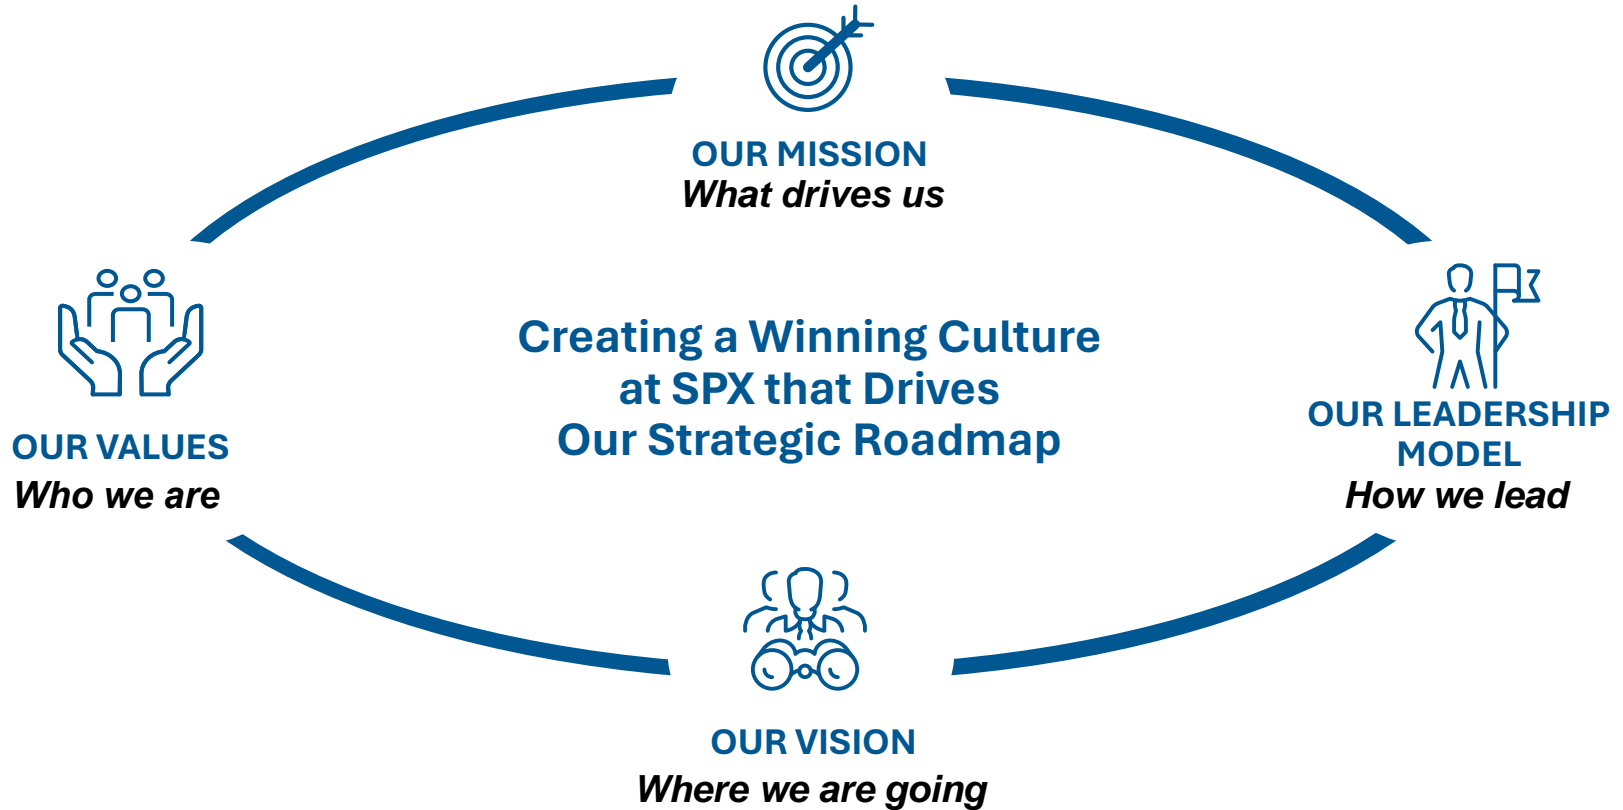 OUR MISSION
What drives us
Creating a Winning Culture
at SPX that Drives
Our Strategic Roadmap
OUR VALUES
Who we are
OUR LEADERSHIP
MODEL
How we lead
OUR VISION
Where we are going